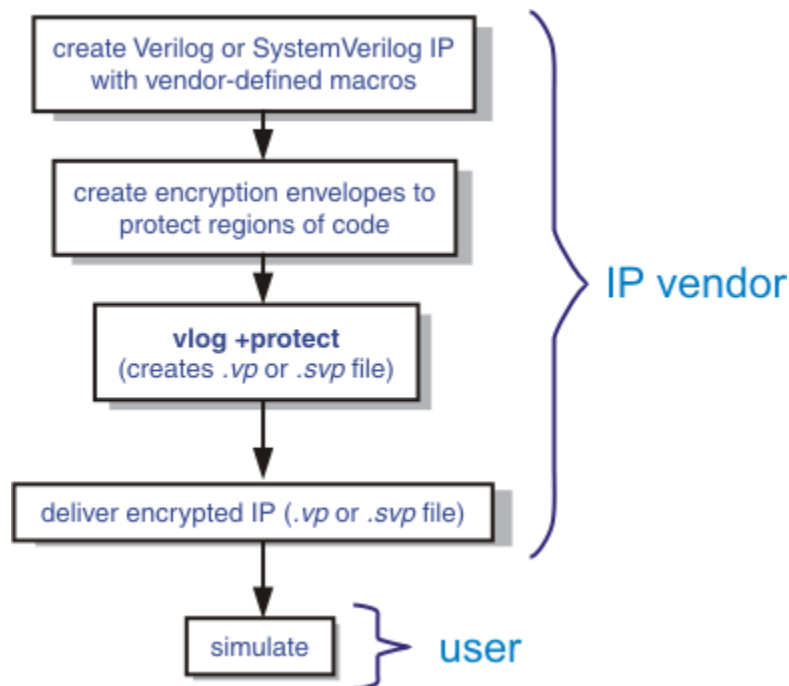 create Verilog or SystemVerilog IP
with vendor-defined macros
create encryption envelopes to
protect regions of code
vlog +protect
(creates .vp or .svp file)
deliver encrypted IP (.vp or .svp file)
IP vendor
simulate
user